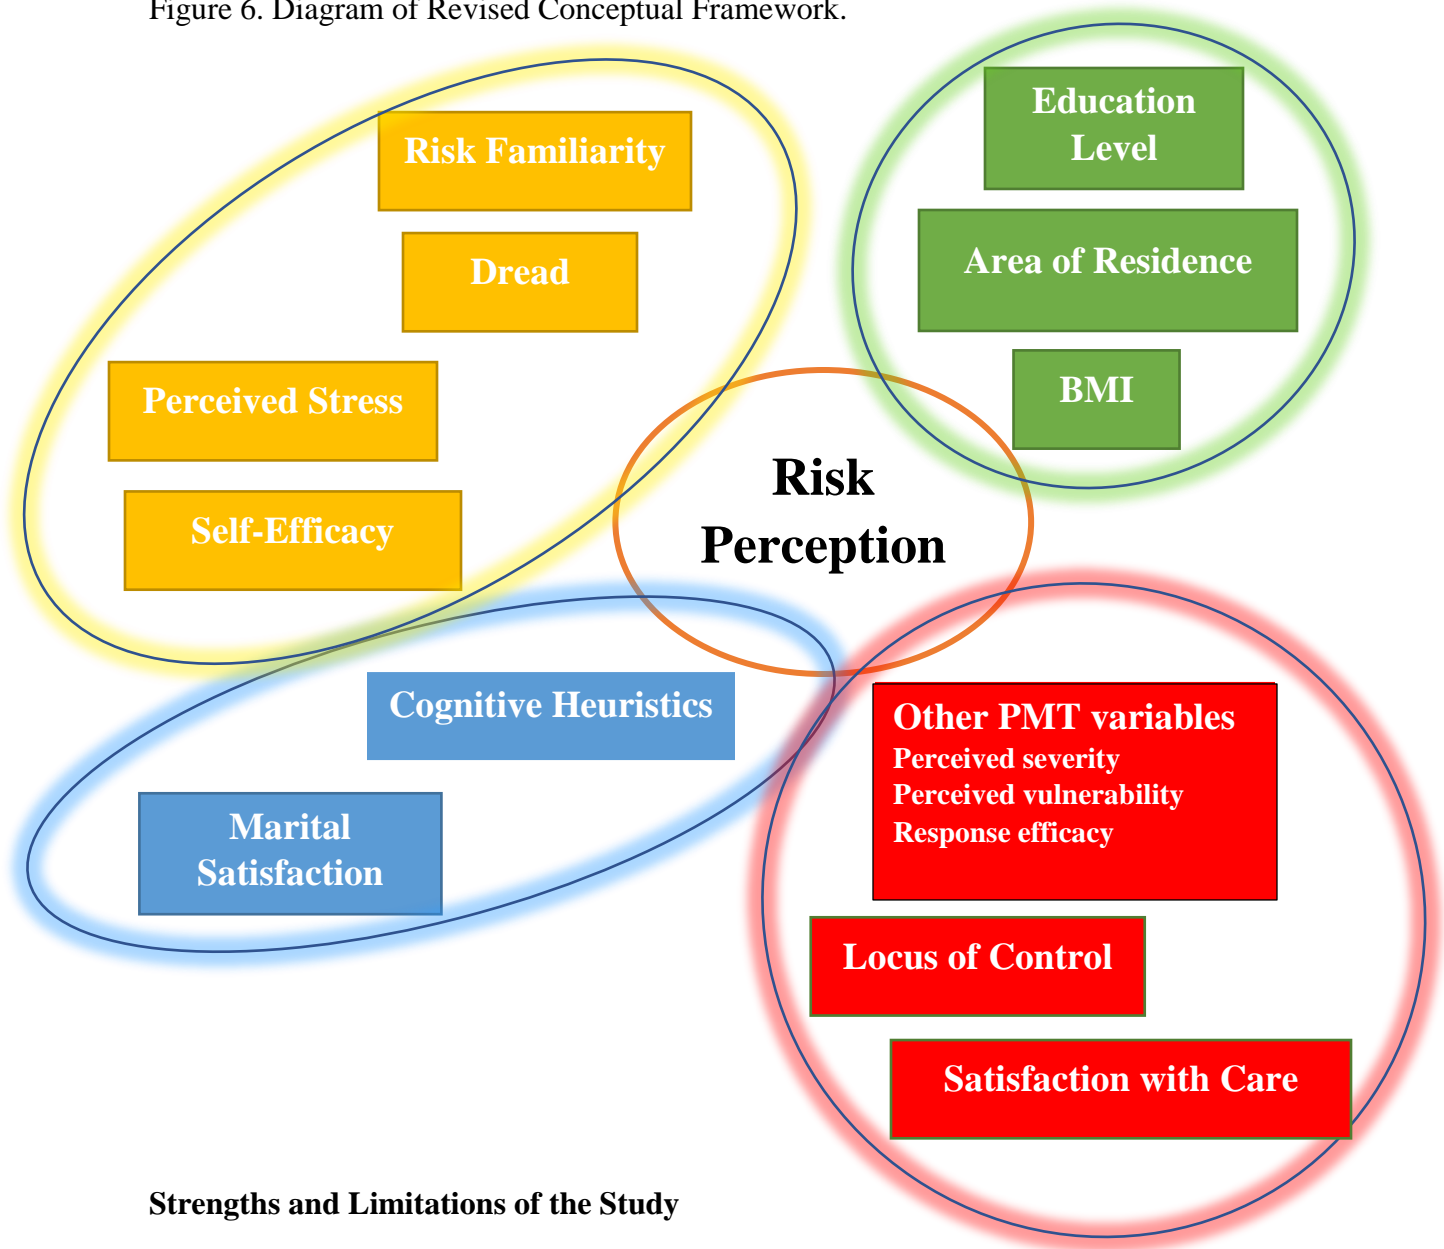 Figure 6. Diagram of Revised Conceptual Framework.
Risk Familiarity
Dread
Perceived Stress
Self-Efficacy
Education
Level
Area of Residence
BMI
Risk
Perception
Cognitive Heuristics
Marital
Satisfaction
Other PMT variables
Perceived severity
Perceived vulnerability
Response efficacy
Locus of Control
Satisfaction with Care
Strengths and Limitations of the Study